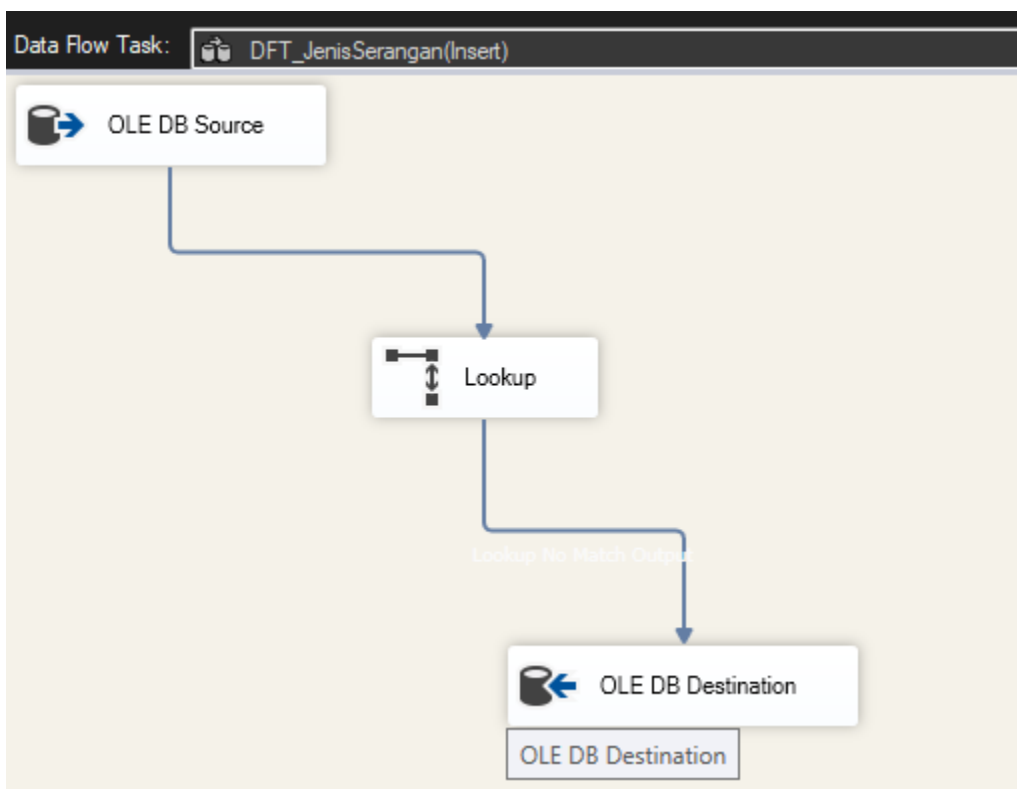 Data Flow Task:
DFT_JenisSerangan(Insert)
OLE DB Source
Lookup
Lookup No Match Output
OLE DB Destination
OLE DB Destination